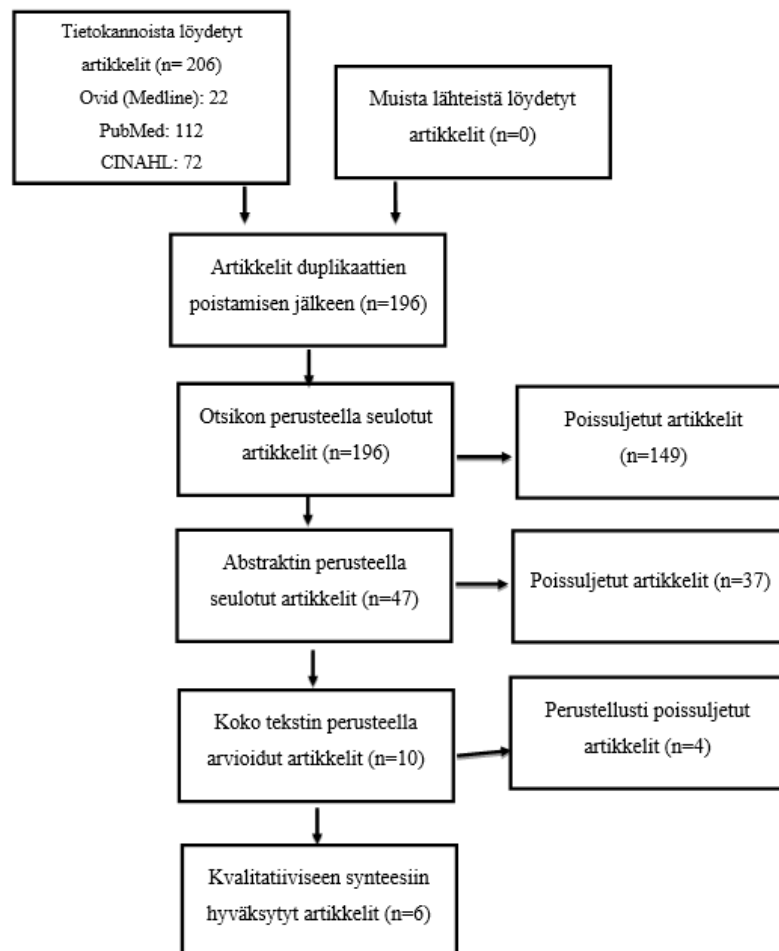 Tietokannoista löydetyt
artikkelit (n= 206)
Ovid (Medline): 22
PubMed: 112
CINAHL: 72
Muista lähteistä löydetyt
artikkelit (n=0)
Artikkelit duplikaattien
poistamisen jälkeen (n=196)
Otsikon perusteella seulotut
artikkelit (n=196)
Poissuljetut artikkelit
(n=149)
Abstraktin perusteella
seulotut artikkelit (n=47)
Poissuljetut artikkelit (n=37)
Koko tekstin perusteella
arvioidut artikkelit (n=10)
Perustellusti poissuljetut
artikkelit (n=4)
Kvalitatiiviseen synteesiin
hyväksytyt artikkelit (n=6)